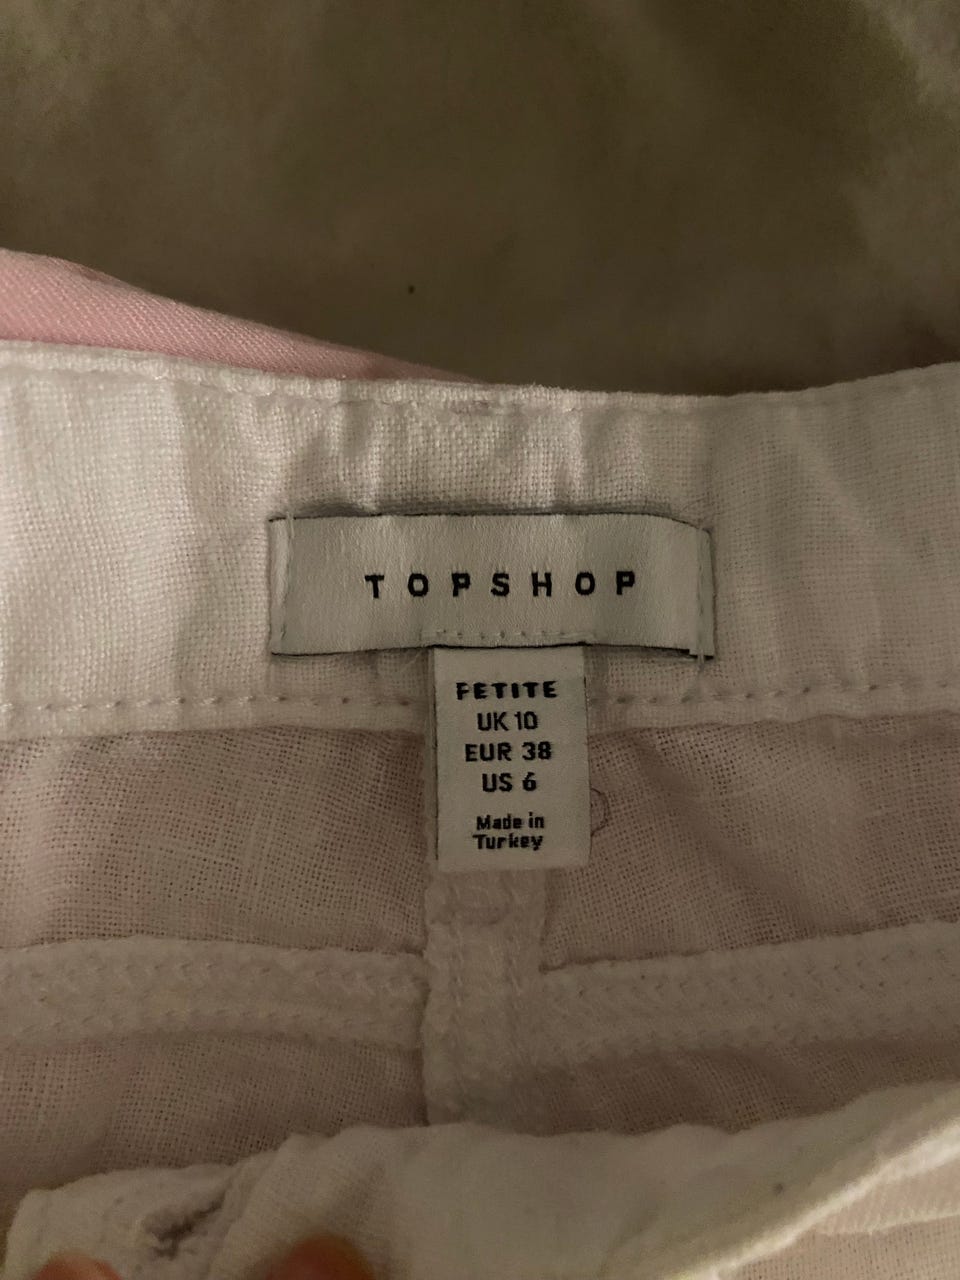 TOPSHOP
PETITE
UK 10
EUR 38
US 6
Made in
Turkey